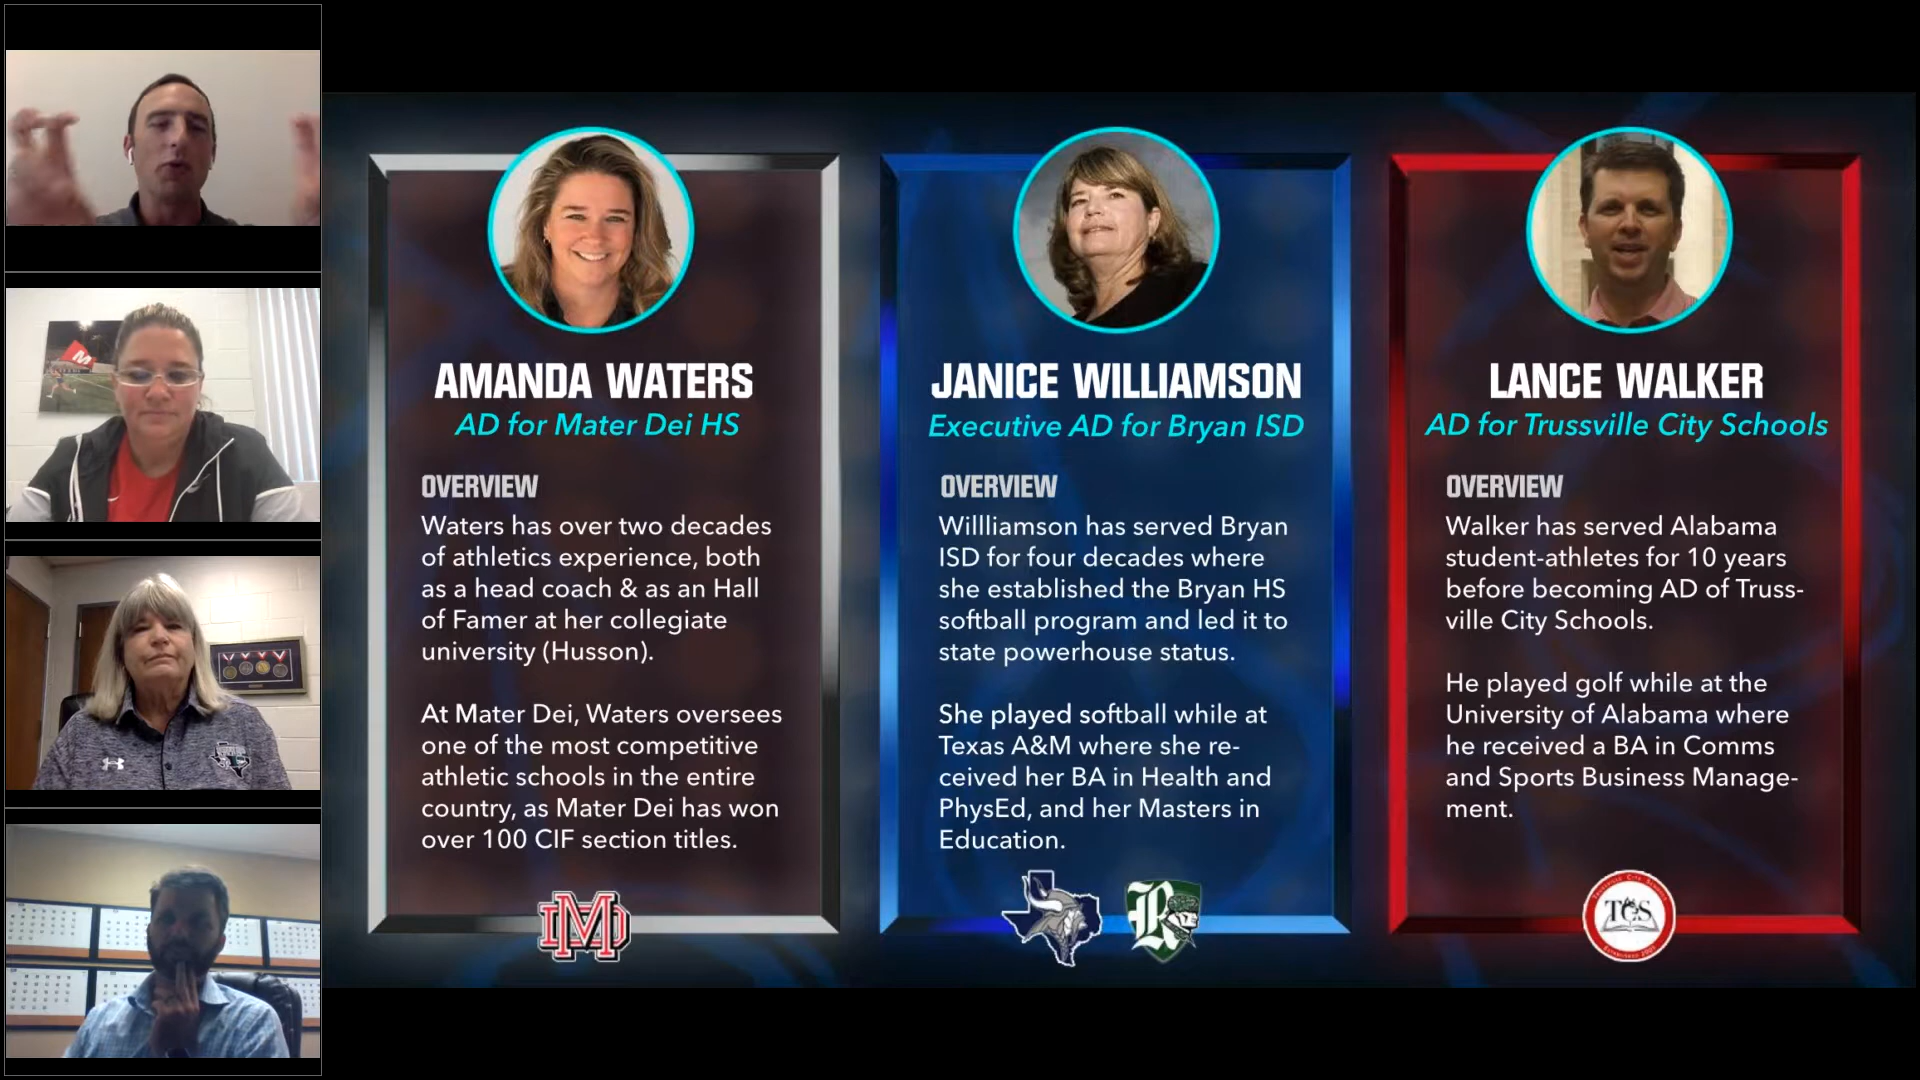 AMANDA WATERS
AD for Mater Dei HS
OVERVIEW
Waters has over two decades
of athletics experience, both
as a head coach & as an Hall
of Famer at her collegiate
university (Husson).
At Mater Dei, Waters oversees
one of the most competitive
athletic schools in the entire
country, as Mater Dei has won
over 100 CIF section titles.
MD
JANICE WILLIAMSON
Executive AD for Bryan ISD
OVERVIEW
Willliamson has served Bryan
ISD for four decades where
she established the Bryan HS
softball program and led it to
state powerhouse status.
She played softball while at
Texas A&M where she re-
ceived her BA in Health and
PhysEd, and her Masters in
Education.
R
LANCE WALKER
AD for Trussville City Schools
OVERVIEW
Walker has served Alabama
student-athletes for 10 years
before becoming AD of Truss-
ville City Schools.
He played golf while at the
University of Alabama where
he received a BA in Comms
and Sports Business Manage-
ment.
Trussville City Schools
TCS
M